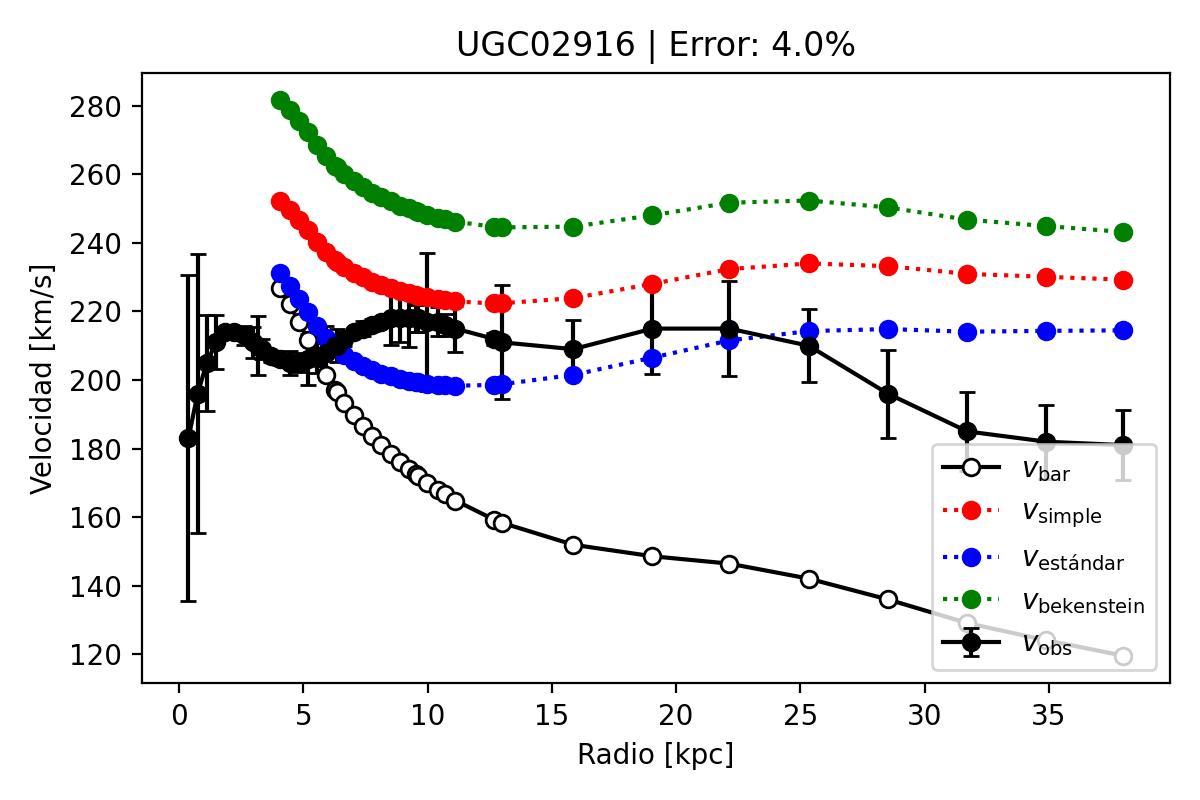 UGC02916 | Error: 4.0%
Velocidad [km/s]
280
260
240
220
200
180
160
140
120
v_bar
v_simple
v_estándar
v_bekenstein
v_obs
0 5 10 15 20 25 30 35
Radio [kpc]